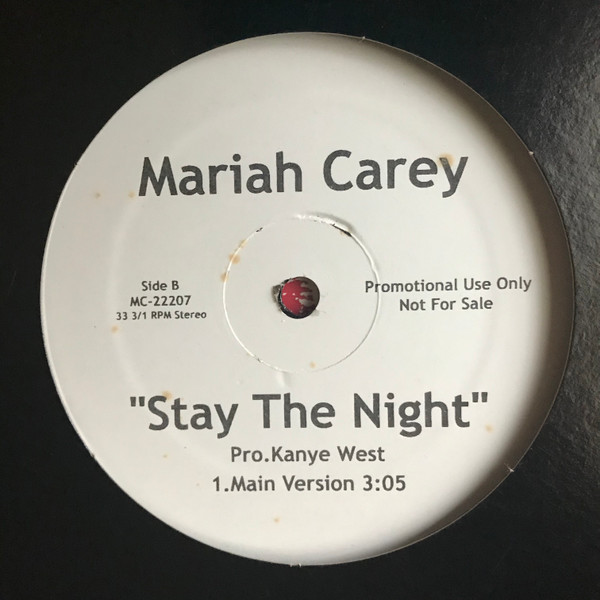 Mariah Carey
Side B
MC-22207
33 3/1 RPM Stereo
Promotional Use Only
Not For Sale
"Stay The Night"
Pro.Kanye West
1.Main Version 3:05